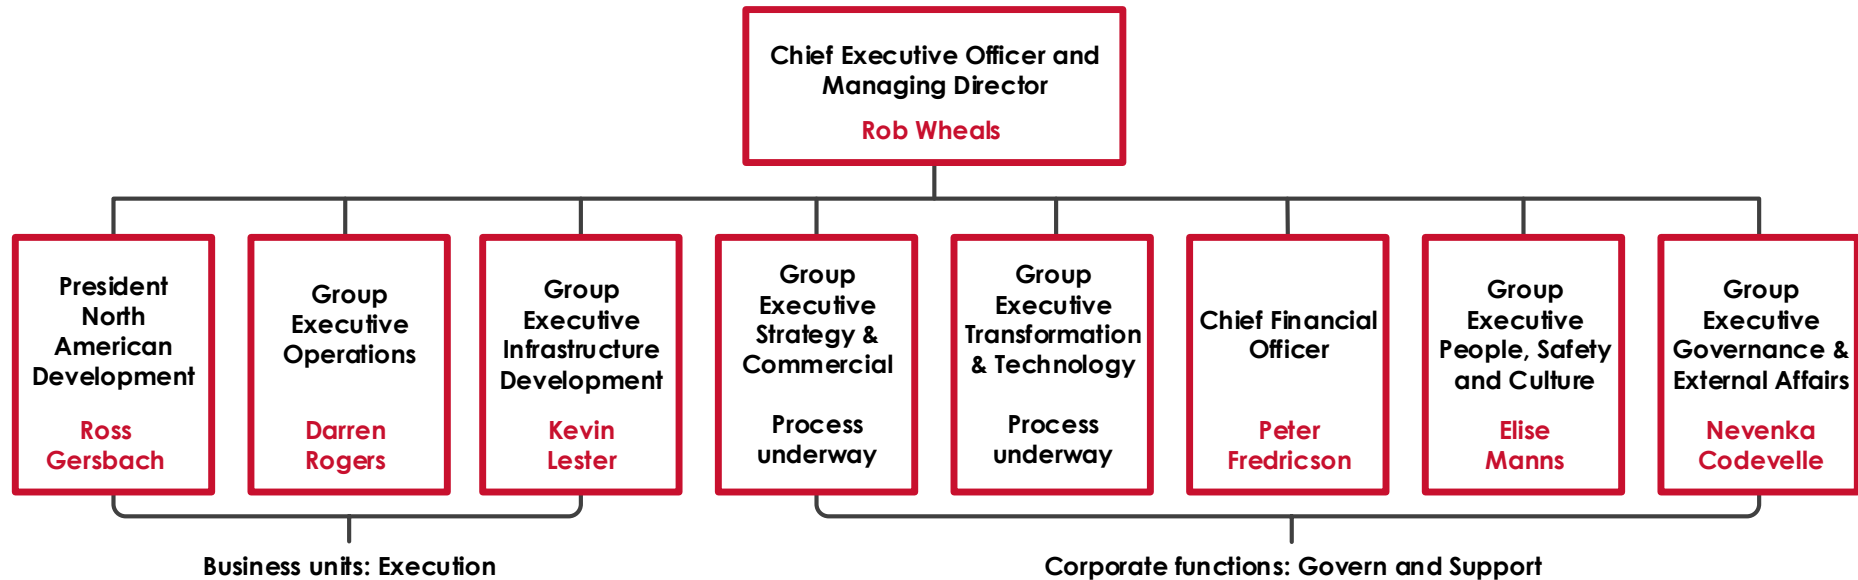 Chief Executive Officer and
Managing Director
Rob Wheals
President
North
American
Development
Ross
Gersbach
Group
Executive
Operations
Darren
Rogers
Group
Executive
Infrastructure
Development
Kevin
Lester
Group
Executive
Strategy &
Commercial
Process
underway
Group
Executive
Transformation
& Technology
Process
underway
Chief Financial
Officer
Peter
Fredricson
Group
Executive
People, Safety
and Culture
Elise
Manns
Group
Executive
Governance &
External Affairs
Nevenka
Codevelle
Business units: Execution
Corporate functions: Govern and Support